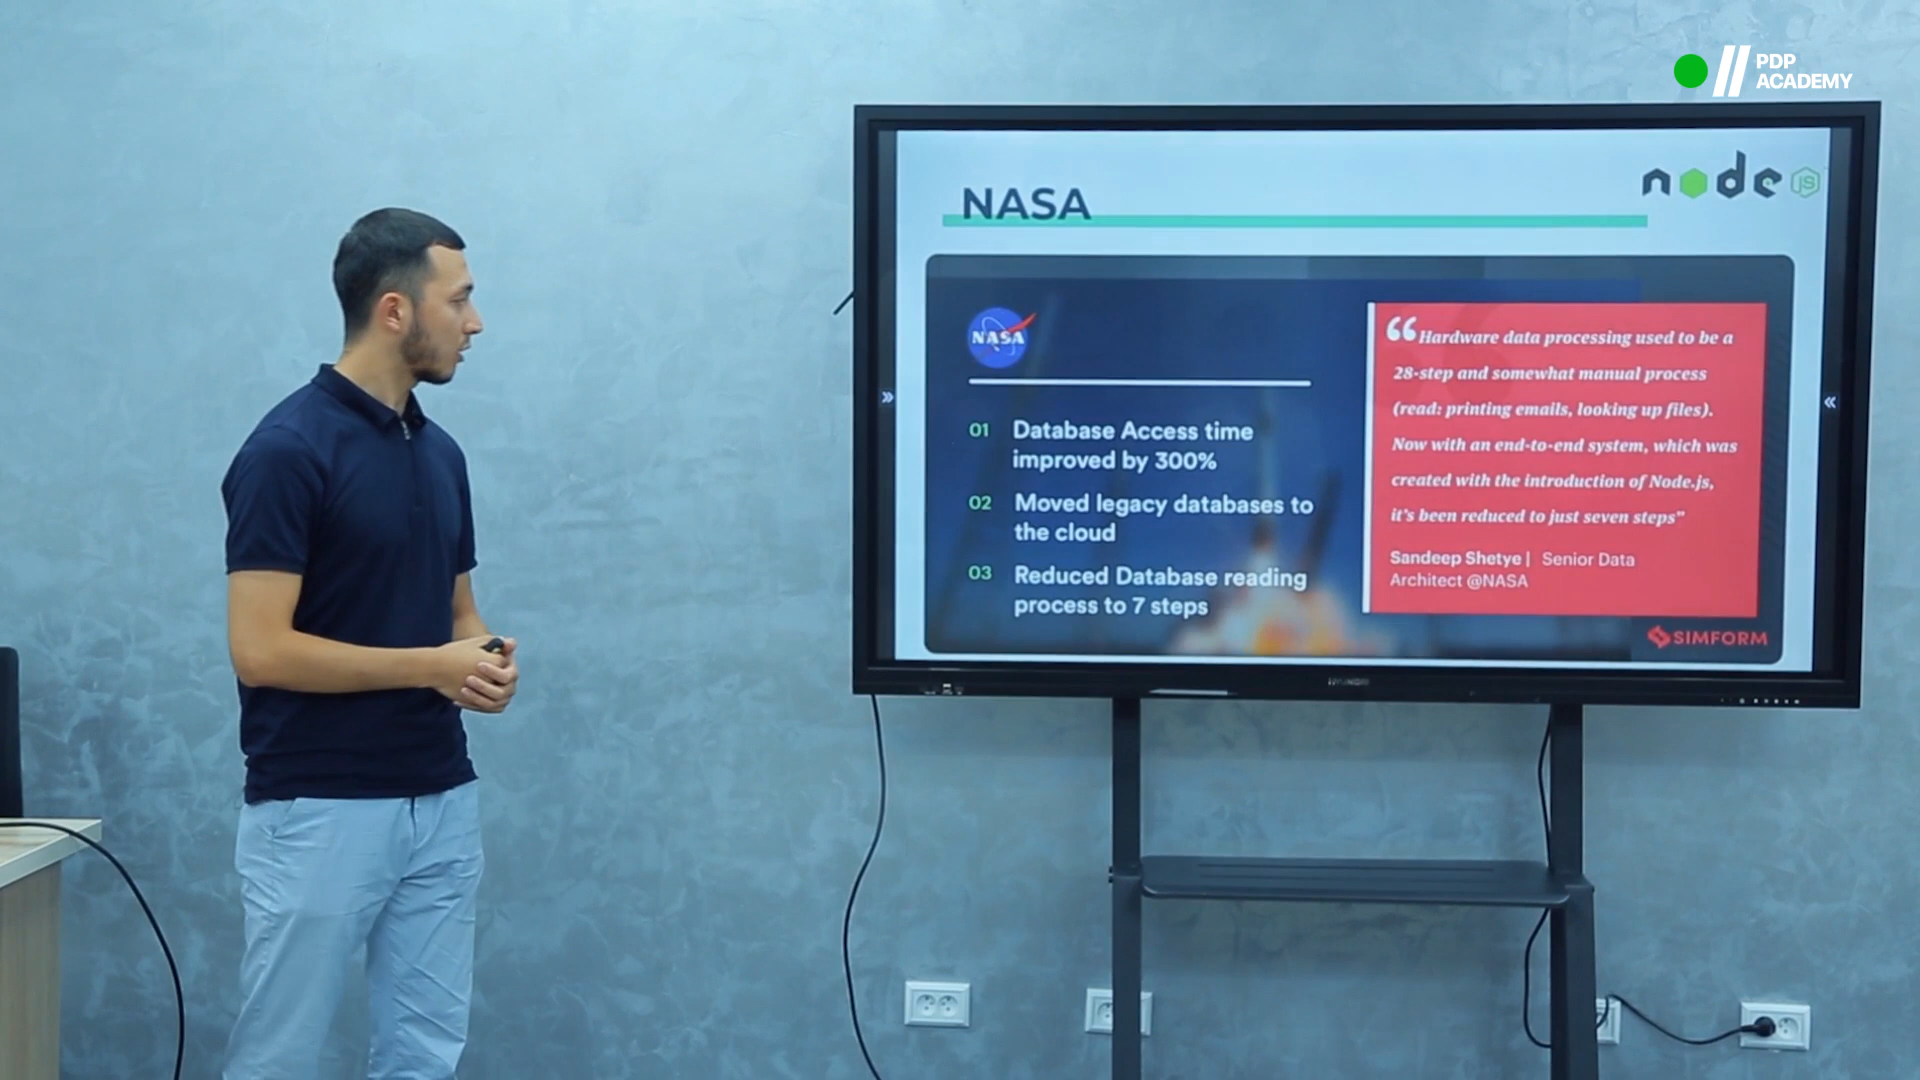 PDP
ACADEMY
node
JS
NASA
NASA
01 Database Access time
improved by 300%
02 Moved legacy databases to
the cloud
03 Reduced Database reading
process to 7 steps
“Hardware data processing used to be a
28-step and somewhat manual process
(read: printing emails, looking up files).
Now with an end-to-end system, which was
created with the introduction of Node.js,
it's been reduced to just seven steps”
Sandeep Shetye | Senior Data
Architect @NASA
SIMFORM